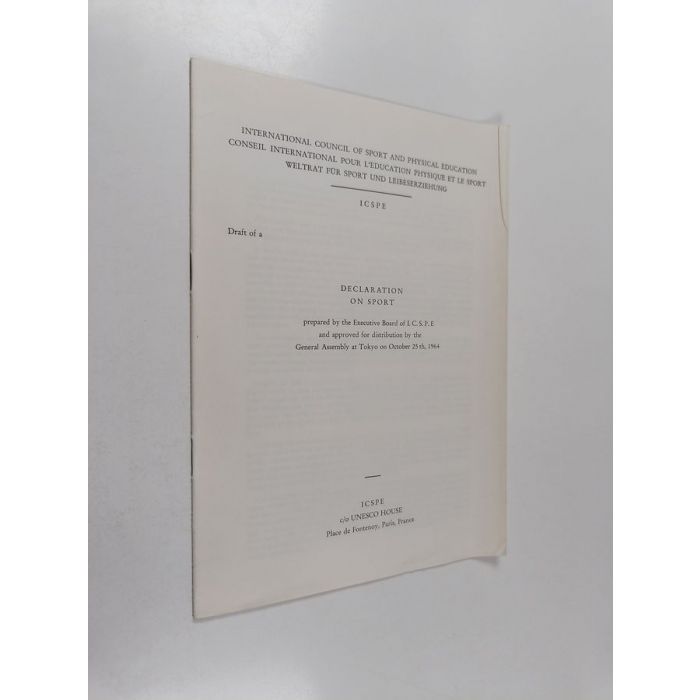 INTERNATIONAL COUNCIL OF SPORT AND PHYSICAL EDUCATION
CONSEIL INTERNATIONAL POUR L'EDUCATION PHYSIQUE ET LE SPORT
WELTRAT FÜR SPORT UND LEIBESERZIEHUNG
ICSPE
Draft of a
DECLARATION
ON SPORT
prepared by the Executive Board of I. C. S. P. E
and approved for distribution by the
General Assembly at Tokyo on October 25th, 1964
ICSPE
c/o UNESCO HOUSE
Place de Fontenoy, Paris, France